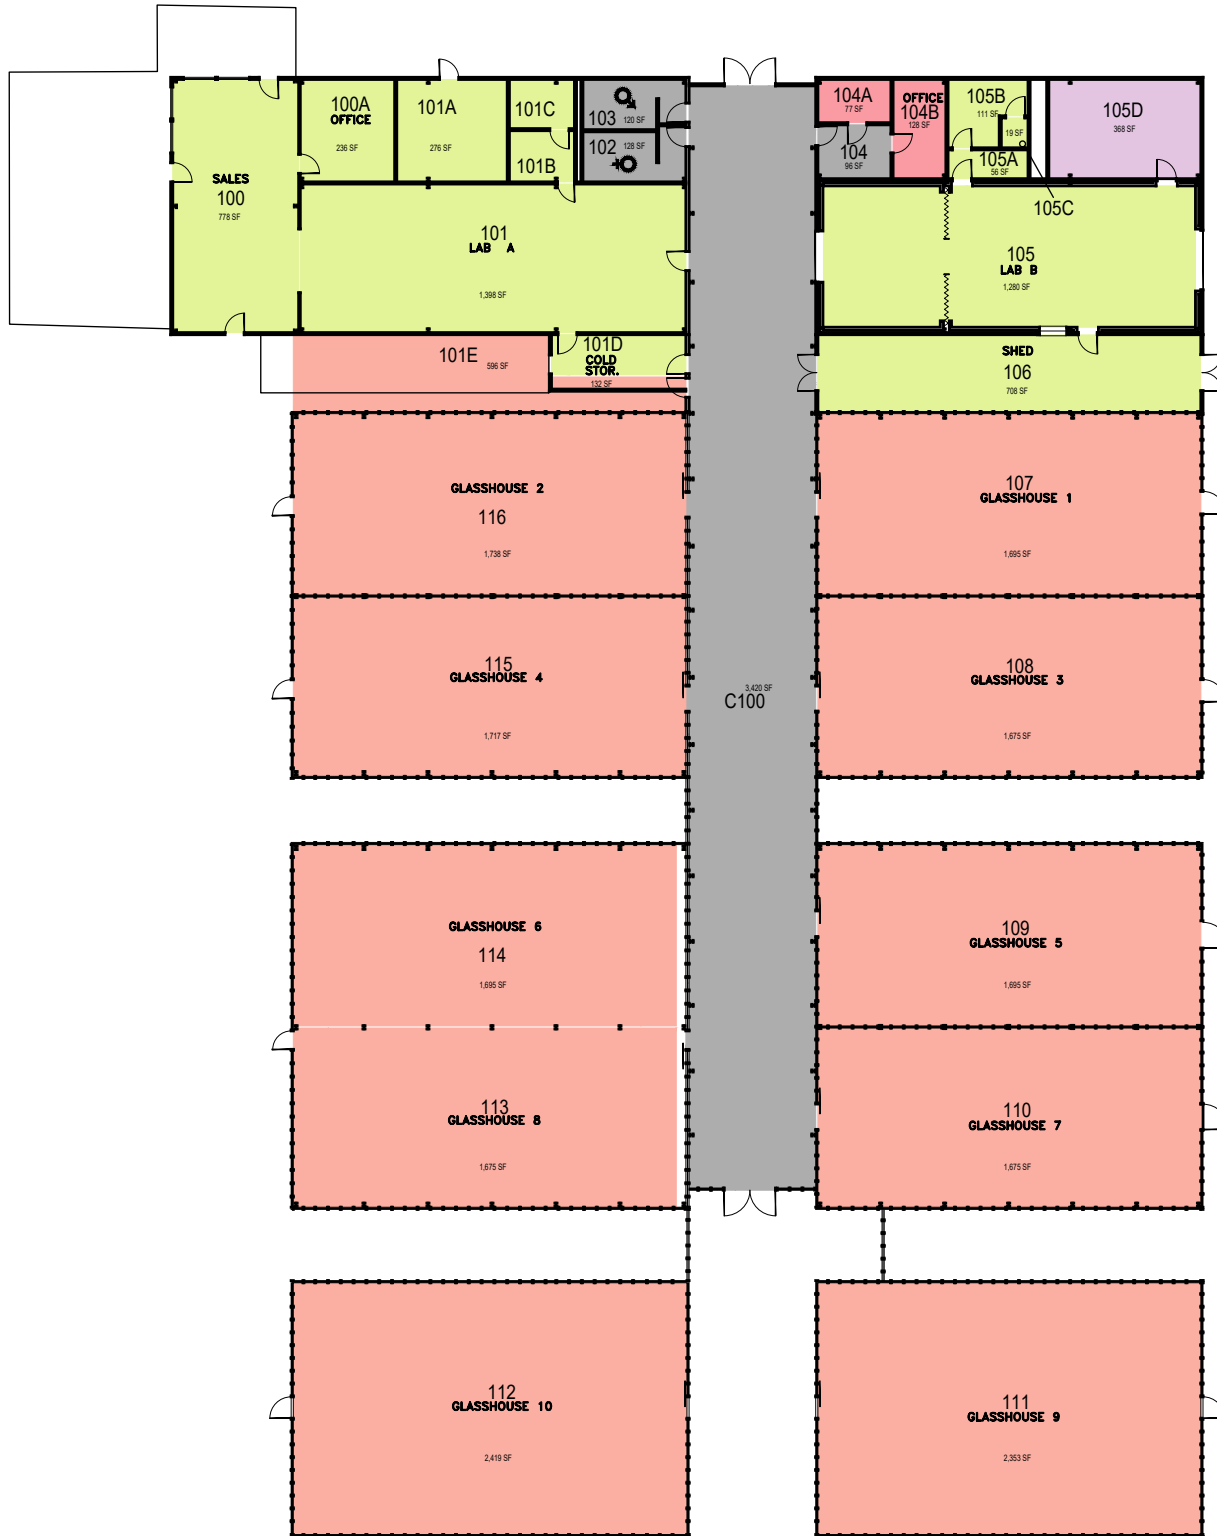 100A
OFFICE
236 SF
101A
276 SF
101C
101B
103
120 SF
102
128 SF
104A
77 SF
OFFICE
104B
128 SF
104
96 SF
105B
111 SF
19 SF
105A
56 SF
105C
105D
368 SF
SALES
100
778 SF
101
LAB A
1,398 SF
105
LAB B
1,280 SF
101E
596 SF
101D
COLD
STOR.
132 SF
SHED
106
708 SF
GLASSHOUSE 2
116
1,738 SF
107
GLASSHOUSE 1
1,695 SF
115
GLASSHOUSE 4
1,717 SF
3,420 SF
C100
108
GLASSHOUSE 3
1,675 SF
GLASSHOUSE 6
114
1,695 SF
109
GLASSHOUSE 5
1,695 SF
113
GLASSHOUSE 8
1,675 SF
110
GLASSHOUSE 7
1,675 SF
112
GLASSHOUSE 10
2,419 SF
111
GLASSHOUSE 9
2,353 SF